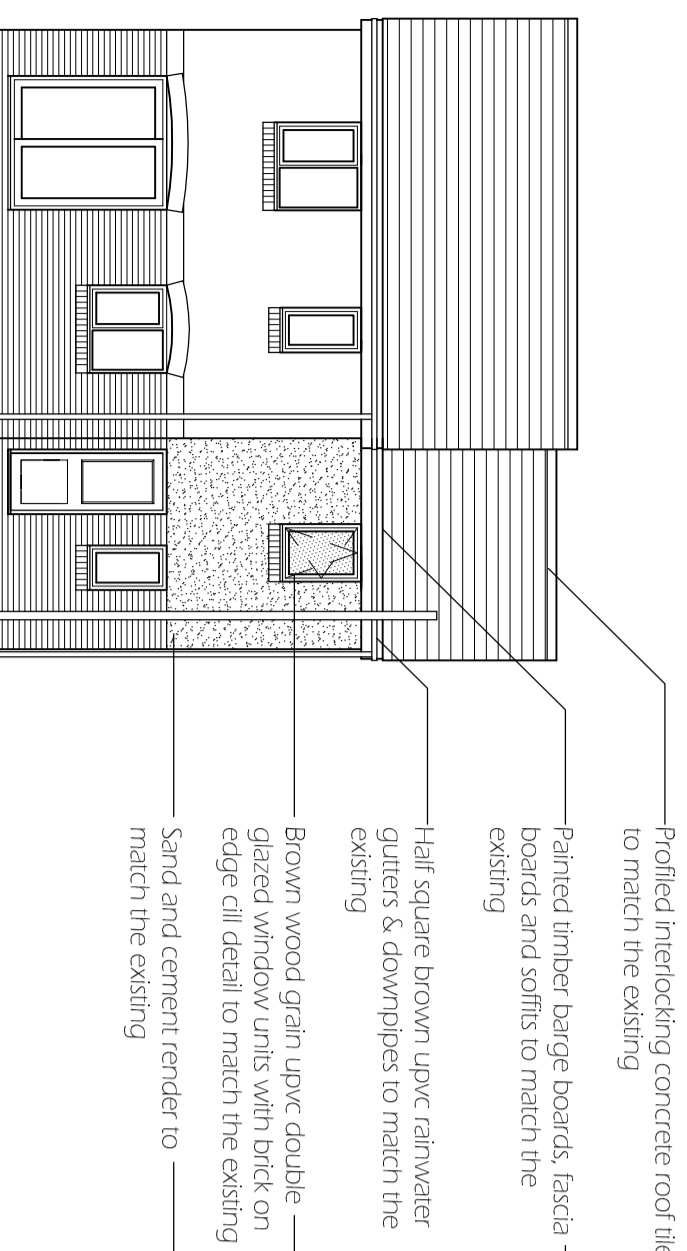 Profiled interlocking concrete roof tile
to match the existing
Painted timber barge boards, fascia
boards and soffits to match the
existing
Half square brown upvc rainwater
gutters & downpipes to match the
existing
Brown wood grain upvc double
glazed window units with brick on
edge cill detail to match the existing
Sand and cement render to
match the existing